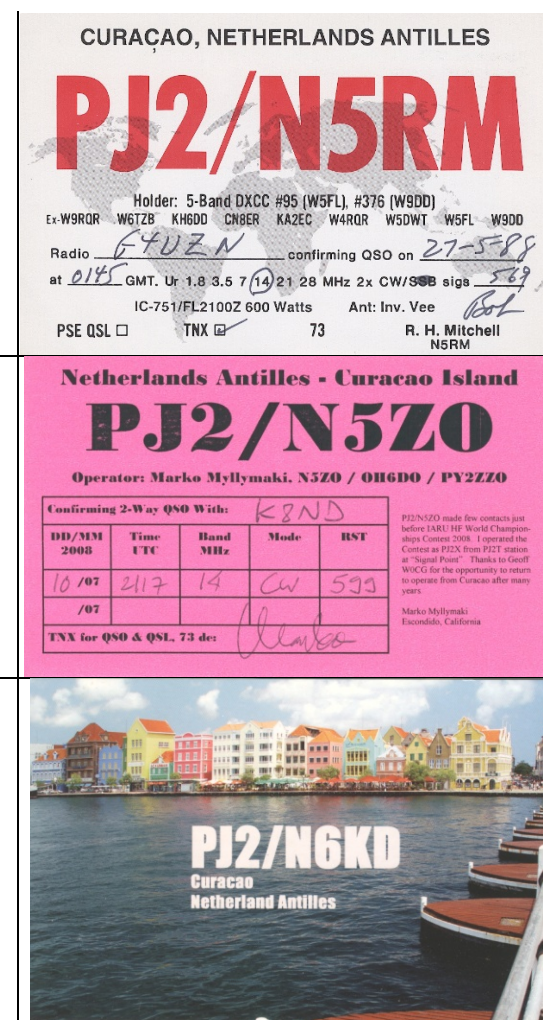 CURAÇAO, NETHERLANDS ANTILLES
PJ2/N5RM
Holder: 5-Band DXCC #95 (W5FL), #376 (W9DD)
Ex-W9RQR W6TZB KH6DD CN8ER KA2EC W4RQR W5DWT W5FL W9DD
Radio G4UZN confirming QSO on 27-5-88
at 0145 GMT. Ur 1.8 3.5 7 14 21 28 MHz 2x CW/SSB sigs 569
IC-751/FL2100Z 600 Watts Ant: Inv. Vee Bob
PSE QSL □ TNX ☑ 73 R. H. Mitchell
N5RM
Netherlands Antilles - Curacao Island
PJ2/N5ZO
Operator: Marko Myllymaki, N5ZO / OH6DO / PY2ZZO
Confirming 2-Way QSO With: K8ND
DD/MM 2008 Time UTC Band MHz Mode RST
10 /07 2117 14 CW 599
/07
TNX for QSO & QSL, 73 de: Marko
PJ2/N5ZO made few contacts just
before IARU HF World Champion-
ships Contest 2008. I operated the
Contest as PJ2X from PJ2T station
at "Signal Point". Thanks to Geoff
W0CG for the opportunity to return
to operate from Curacao after many
years.
Marko Myllymaki
Escondido, California
PJ2/N6KD
Curacao
Netherland Antilles